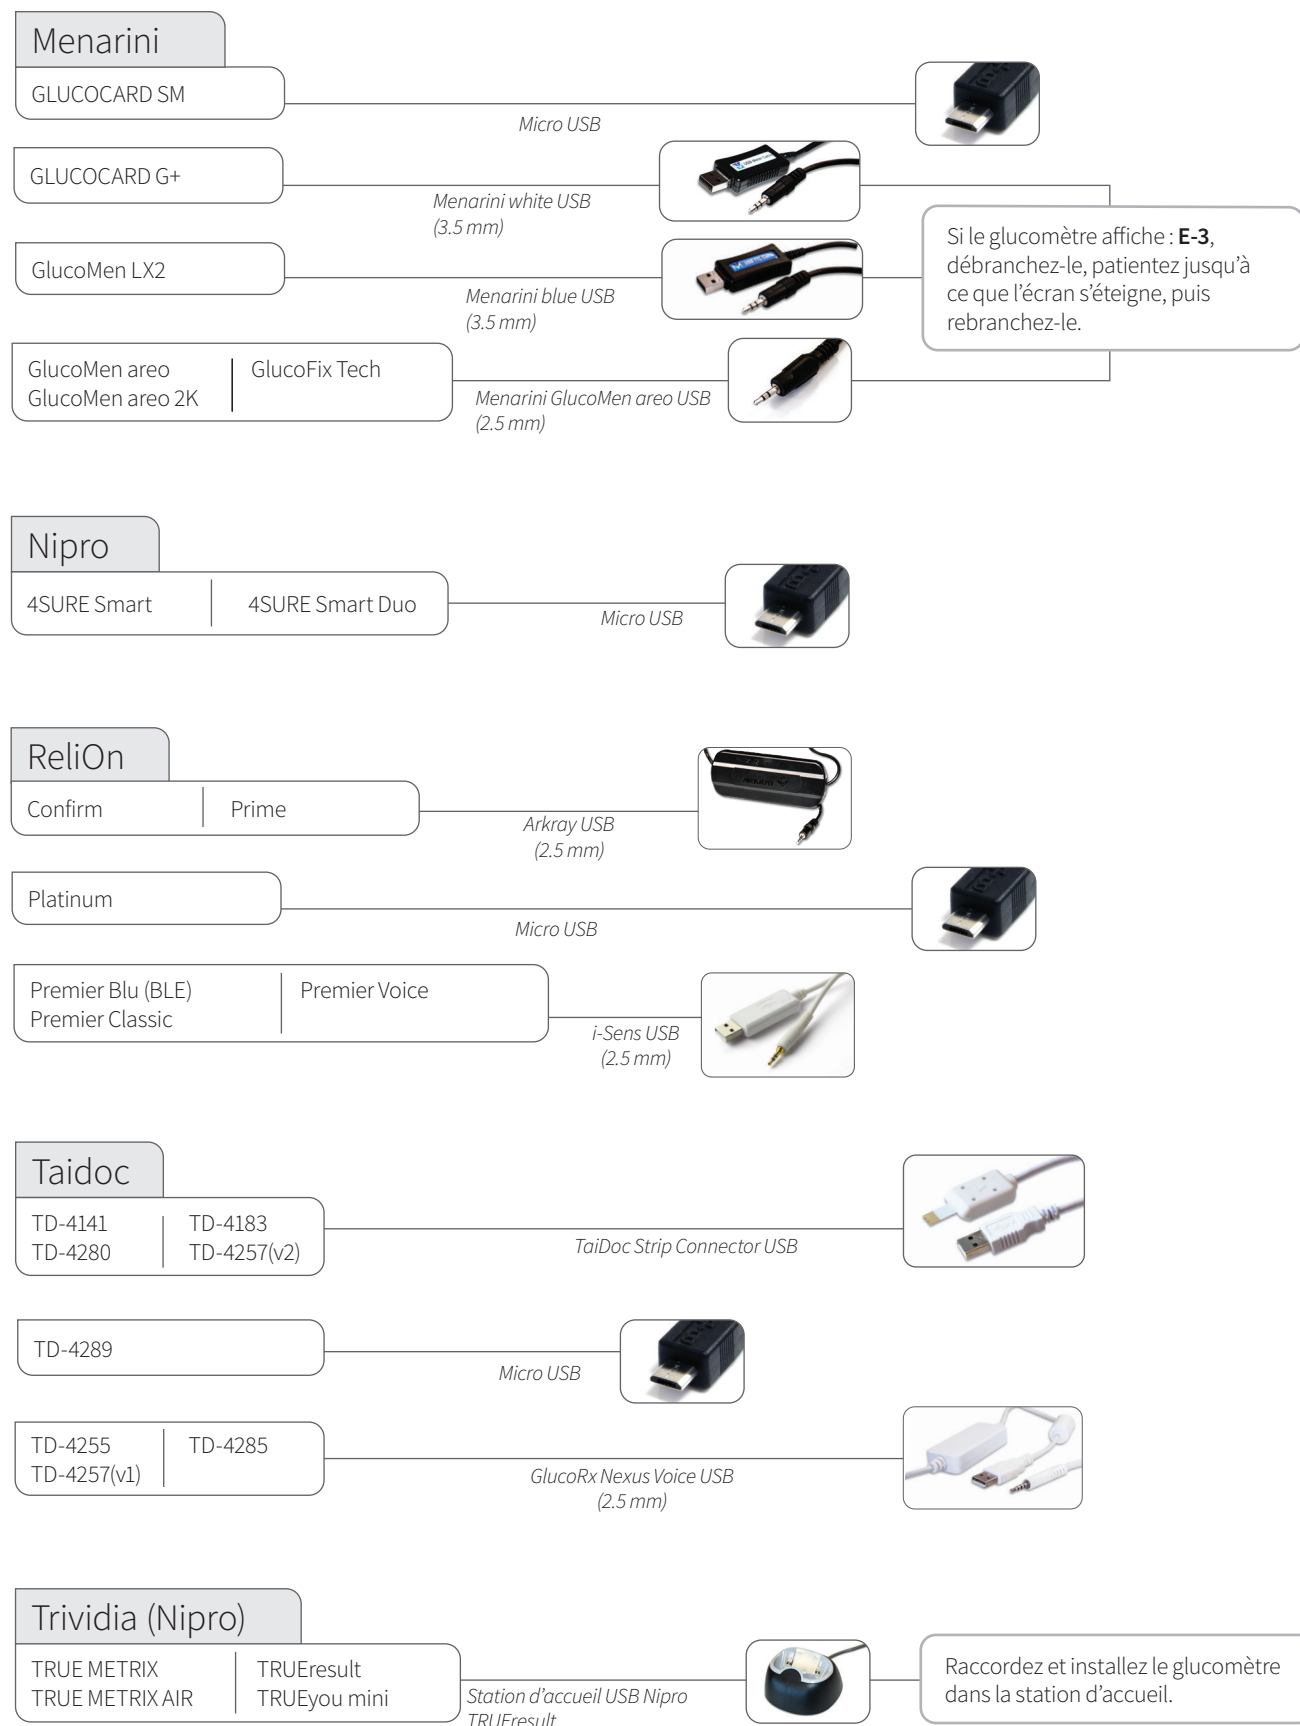 Menarini
GLUCOCARD SM
Micro USB
GLUCOCARD G+
Menarini white USB
(3.5 mm)
GlucoMen LX2
Menarini blue USB
(3.5 mm)
Si le glucomètre affiche : E-3,
débranchez-le, patientez jusqu’à
ce que l’écran s’éteigne, puis
rebranchez-le.
GlucoMen areo
GlucoMen areo 2K
GlucoFix Tech
Menarini GlucoMen areo USB
(2.5 mm)
Nipro
4SURE Smart
4SURE Smart Duo
Micro USB
ReliOn
Confirm
Prime
Arkray USB
(2.5 mm)
Platinum
Micro USB
Premier Blu (BLE)
Premier Classic
Premier Voice
i-Sens USB
(2.5 mm)
Taidoc
TD-4141
TD-4280
TD-4183
TD-4257(v2)
TaiDoc Strip Connector USB
TD-4289
Micro USB
TD-4255
TD-4257(v1)
TD-4285
GlucoRx Nexus Voice USB
(2.5 mm)
Trividia (Nipro)
TRUE METRIX
TRUE METRIX AIR
TRUEresult
TRUEyou mini
Station d’accueil USB Nipro
TRUEresult
Raccordez et installez le glucomètre
dans la station d’accueil.